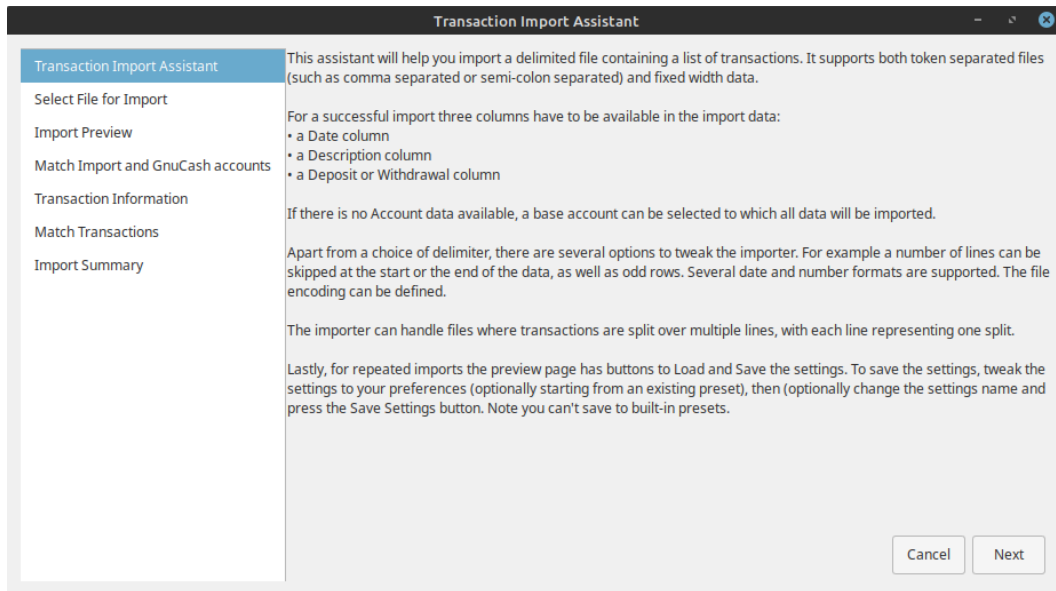 Transaction Import Assistant
Transaction Import Assistant
Select File for Import
Import Preview
Match Import and GnuCash accounts
Transaction Information
Match Transactions
Import Summary
This assistant will help you import a delimited file containing a list of transactions. It supports both token separated files
(such as comma separated or semi-colon separated) and fixed width data.
For a successful import three columns have to be available in the import data:
• a Date column
• a Description column
• a Deposit or Withdrawal column
If there is no Account data available, a base account can be selected to which all data will be imported.
Apart from a choice of delimiter, there are several options to tweak the importer. For example a number of lines can be
skipped at the start or the end of the data, as well as odd rows. Several date and number formats are supported. The file
encoding can be defined.
The importer can handle files where transactions are split over multiple lines, with each line representing one split.
Lastly, for repeated imports the preview page has buttons to Load and Save the settings. To save the settings, tweak the
settings to your preferences (optionally starting from an existing preset), then (optionally change the settings name and
press the Save Settings button. Note you can't save to built-in presets.
Cancel
Next